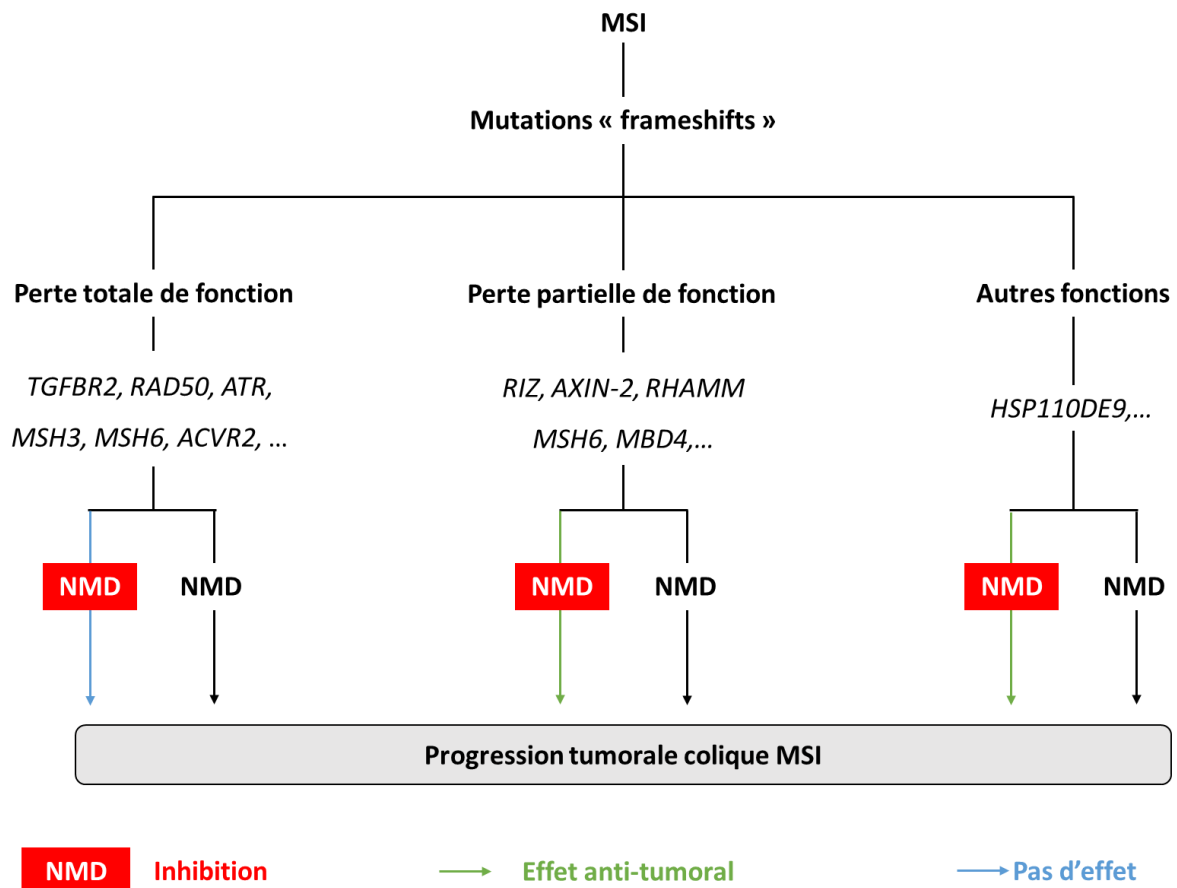 MSI
Mutations « frameshifts »
Perte totale de fonction
Perte partielle de fonction
Autres fonctions
TGFBR2, RAD50, ATR,
MSH3, MSH6, ACVR2, ...
RIZ, AXIN-2, RHAMM
MSH6, MBD4,...
HSP110DE9,...
NMD
NMD
NMD
NMD
NMD
NMD
Progression tumorale colique MSI
NMD Inhibition
Effet anti-tumoral
Pas d'effet